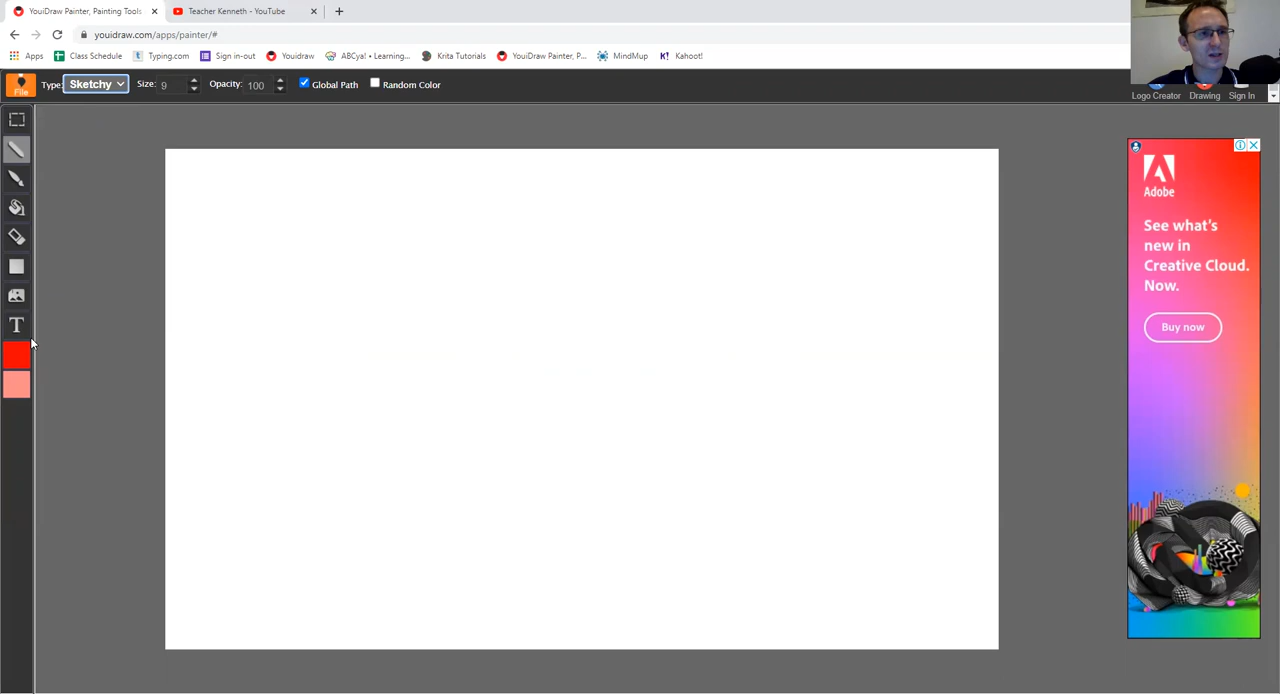 YouiDraw Painter, Painting Tools
Teacher Kenneth - YouTube
youidraw.com/apps/painter/#
Apps Class Schedule Typing.com Sign in-out Youidraw ABCya! • Learning... Krita Tutorials YouiDraw Painter, P... MindMup Kahoot!
File Type: Sketchy Size: 9 Opacity: 100 Global Path Random Color
Logo Creator Drawing Sign In
T
Adobe
See what's
new in
Creative Cloud.
Now.
Buy now